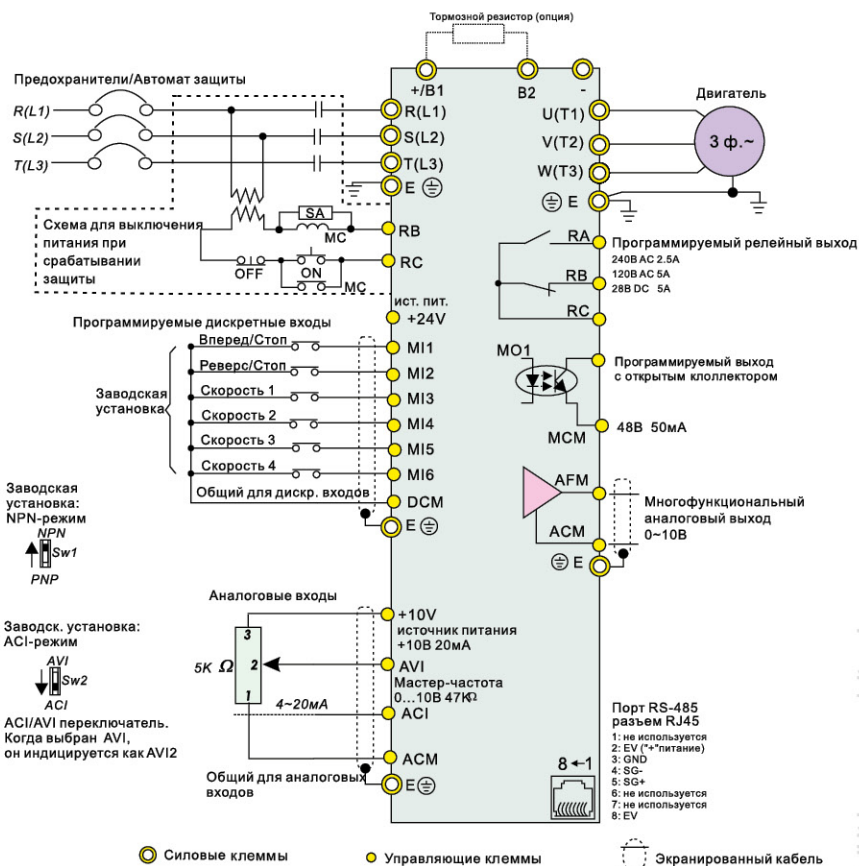 Тормозной резистор (опция)
Предохранители/Автомат защиты
R(L1)
S(L2)
T(L3)
+/B1
B2
-
R(L1)
S(L2)
T(L3)
E
U(T1)
V(T2)
W(T3)
E
Двигатель
3 ф.~
Схема для выключения
питания при
срабатывании
защиты
SA
MC
OFF
ON
MC
RB
RC
RA
RB
RC
Программируемый релейный выход
240В AC 2.5A
120В AC 5A
28В DC 5A
ист. пит.
+24V
Программируемые дискретные входы
Вперед/Стоп
Реверс/Стоп
Скорость 1
Скорость 2
Скорость 3
Скорость 4
Общий для дискр. входов
Заводская
установка
MI1
MI2
MI3
MI4
MI5
MI6
DCM
E
MO1
MCM
Программируемый выход
с открытым клоллектором
48В 50мА
AFM
ACM
E
Многофункциональный
аналоговый выход
0~10В
Заводская
установка:
NPN-режим
NPN
Sw1
PNP
Заводск. установка:
ACI-режим
AVI
Sw2
ACI
ACI/AVI переключатель.
Когда выбран AVI,
он индицируется как AVI2
Аналоговые входы
3
2
1
5K Ω
4~20мА
Общий для аналоговых
входов
+10V
источник питания
+10В 20мА
AVI
Мастер-частота
0...10В 47KΩ
ACI
ACM
E
8←1
Порт RS-485
разъем RJ45
1: не используется
2: EV ("+"питание)
3: GND
4: SG-
5: SG+
6: не используется
7: не используется
8: EV
Силовые клеммы
Управляющие клеммы
Экранированный кабель